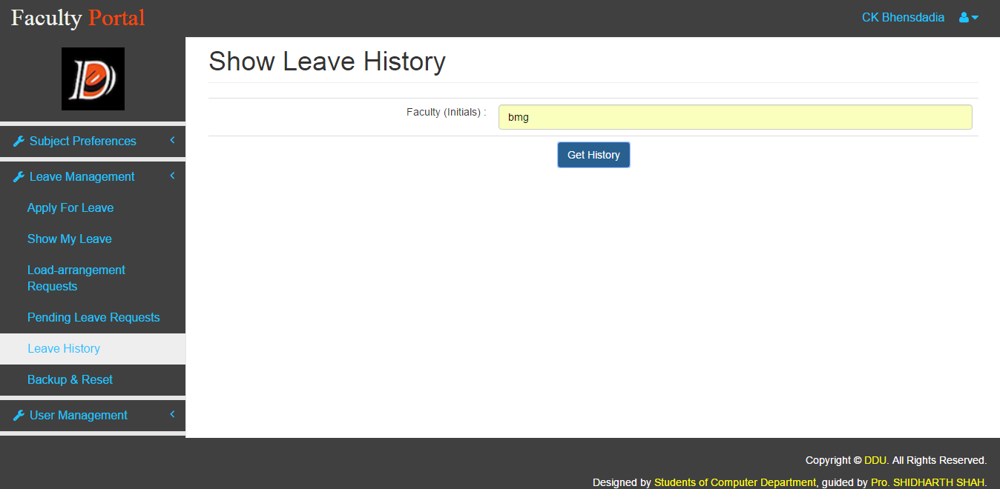 Faculty Portal
CK Bhensdadia
Show Leave History
Faculty (Initials) :
bmg
Get History
Subject Preferences
Leave Management
Apply For Leave
Show My Leave
Load-arrangement
Requests
Pending Leave Requests
Leave History
Backup & Reset
User Management
Copyright © DDU. All Rights Reserved.
Designed by Students of Computer Department, guided by Pro. SHIDHARTH SHAH.